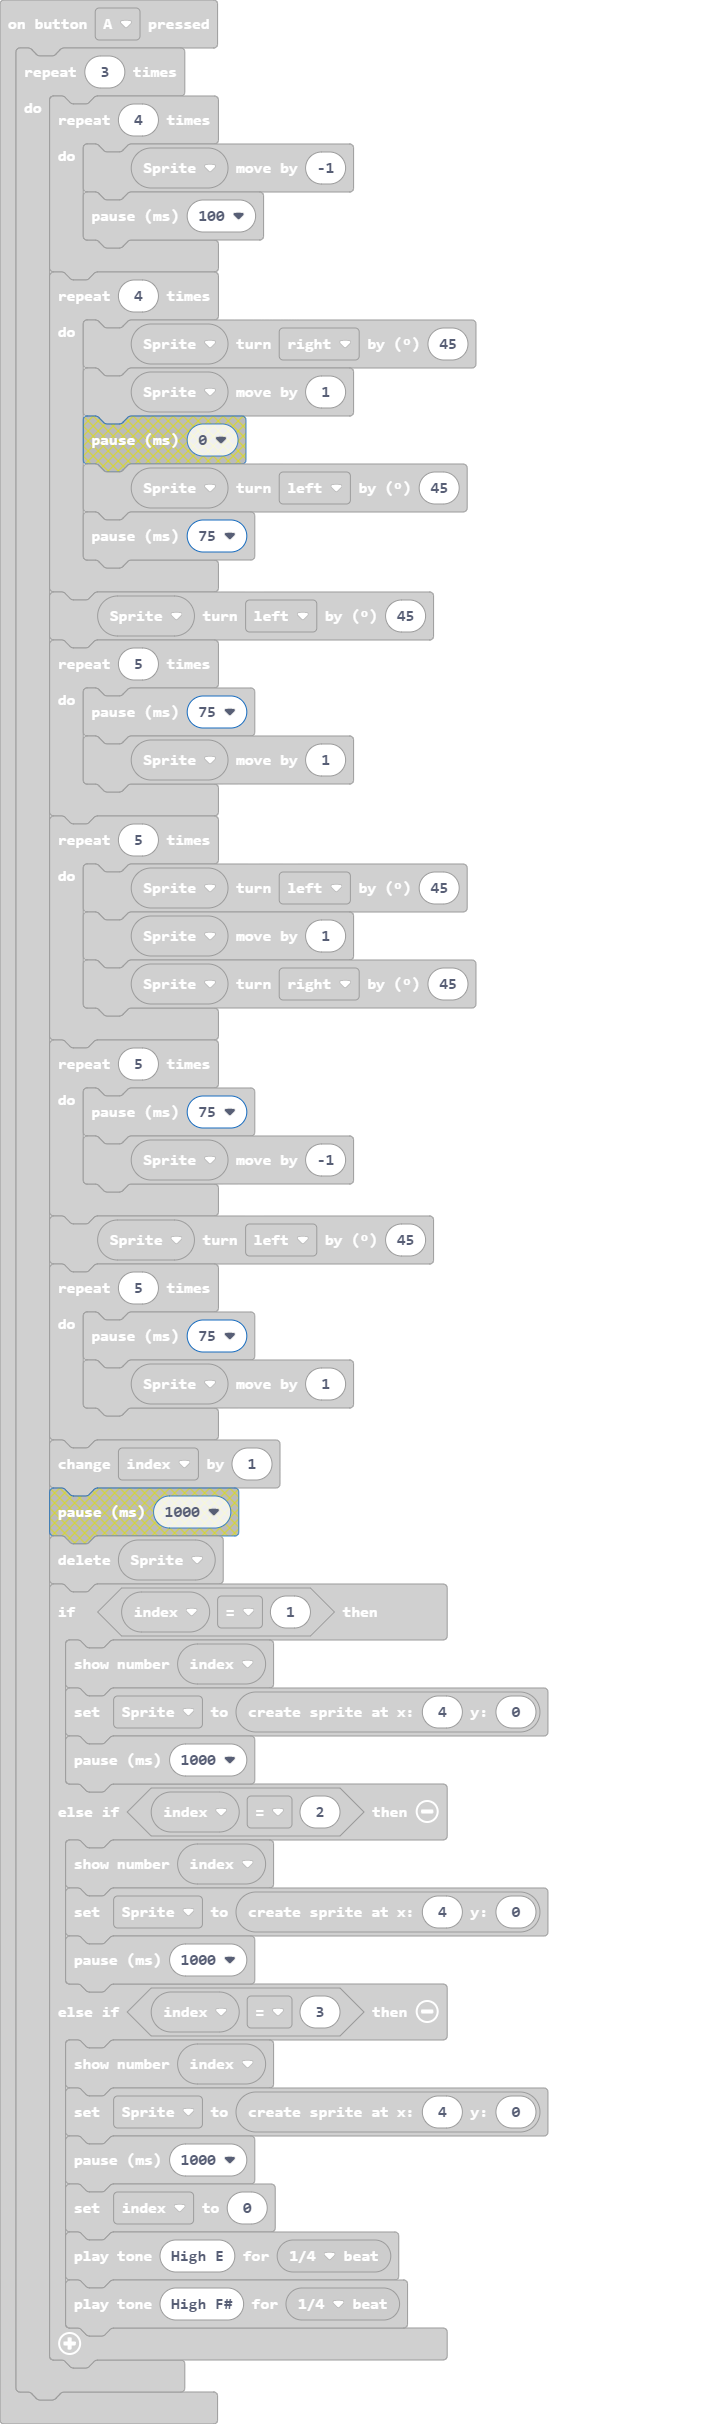 on button A pressed
repeat 3 times
do
repeat 4 times
do
Sprite move by -1
pause (ms) 100
repeat 4 times
do
Sprite turn right by (º) 45
Sprite move by 1
pause (ms) 0
Sprite turn left by (º) 45
pause (ms) 75
Sprite turn left by (º) 45
repeat 5 times
do
pause (ms) 75
Sprite move by 1
repeat 5 times
do
Sprite turn left by (º) 45
Sprite move by 1
Sprite turn right by (º) 45
repeat 5 times
do
pause (ms) 75
Sprite move by -1
Sprite turn left by (º) 45
repeat 5 times
do
pause (ms) 75
Sprite move by 1
change index by 1
pause (ms) 1000
delete Sprite
if index = 1 then
show number index
set Sprite to create sprite at x: 4 y: 0
pause (ms) 1000
else if index = 2 then
show number index
set Sprite to create sprite at x: 4 y: 0
pause (ms) 1000
else if index = 3 then
show number index
set Sprite to create sprite at x: 4 y: 0
pause (ms) 1000
set index to 0
play tone High E for 1/4 beat
play tone High F# for 1/4 beat